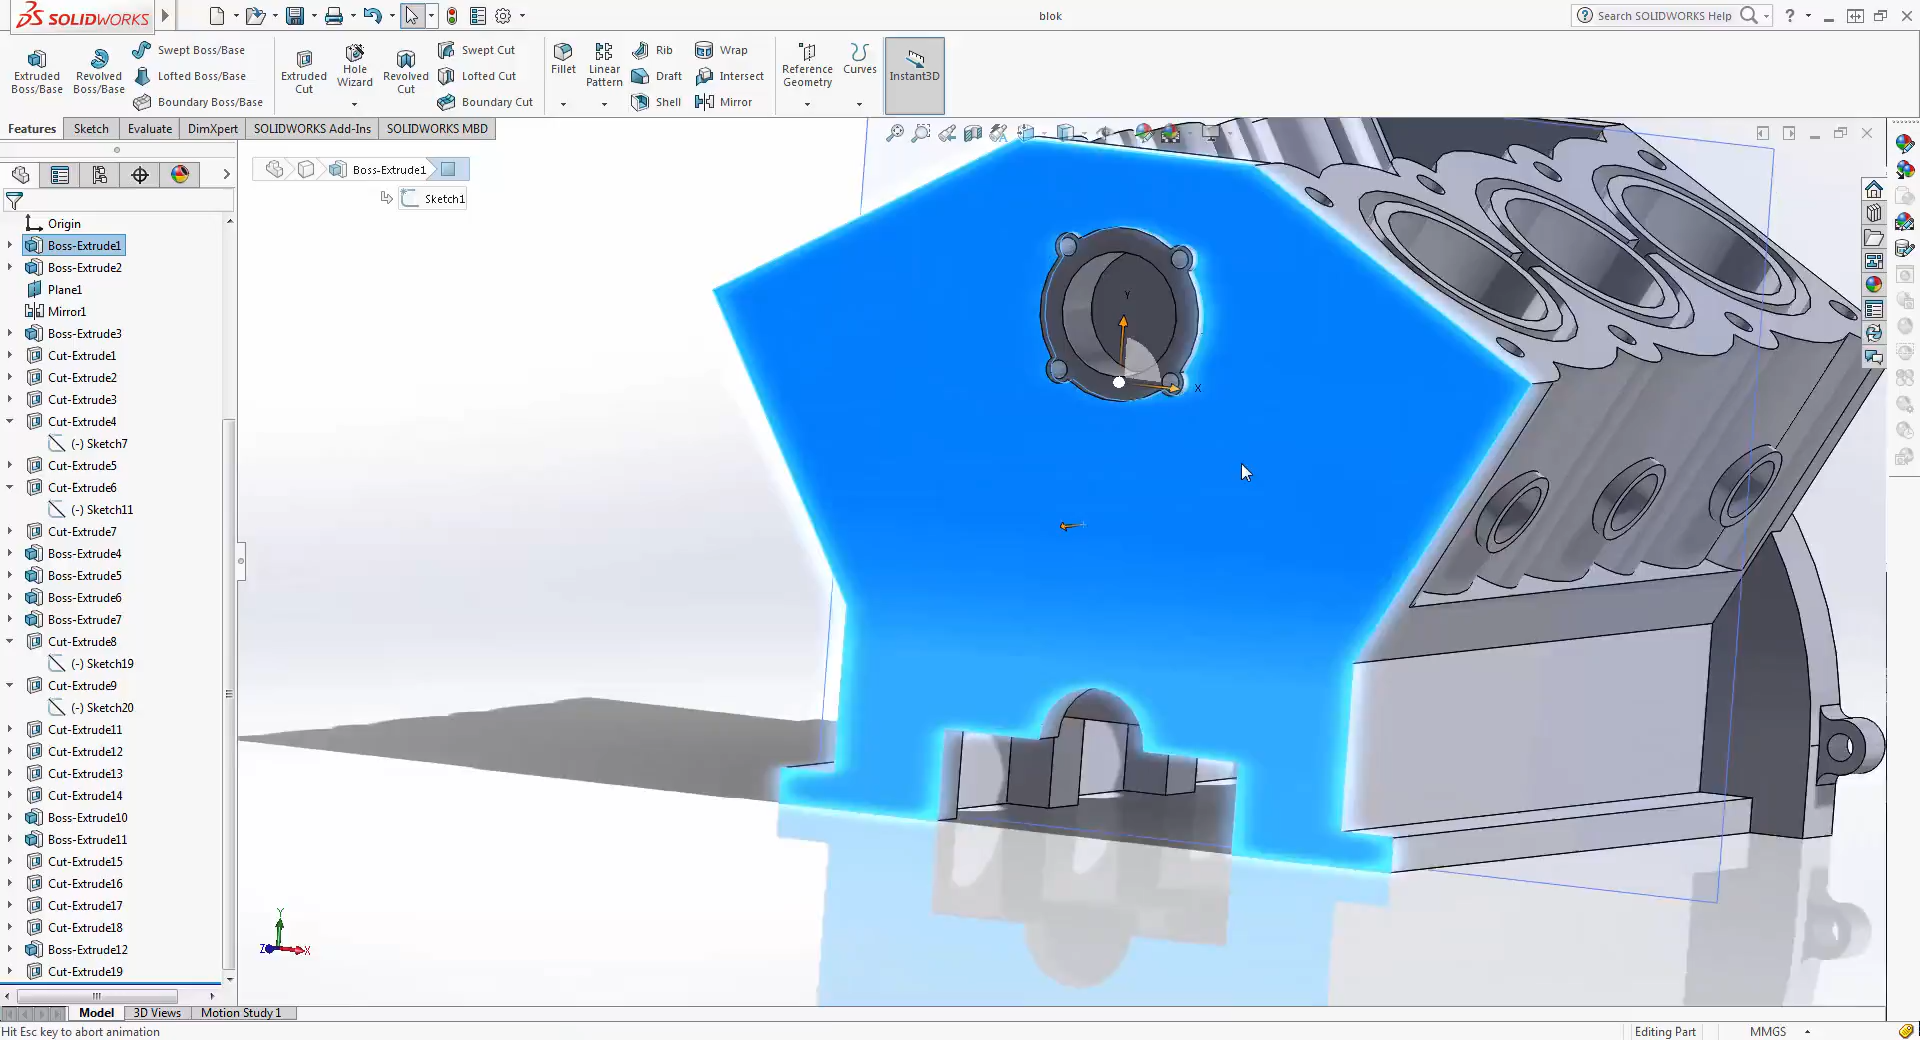 SOLIDWORKS
blok
Search SOLIDWORKS Help
Extruded Boss/Base
Revolved Boss/Base
Swept Boss/Base
Lofted Boss/Base
Boundary Boss/Base
Extruded Cut
Hole Wizard
Revolved Cut
Swept Cut
Lofted Cut
Boundary Cut
Fillet
Linear Pattern
Rib
Draft
Shell
Wrap
Intersect
Mirror
Reference Geometry
Curves
Instant3D
Features
Sketch
Evaluate
DimXpert
SOLIDWORKS Add-Ins
SOLIDWORKS MBD
Boss-Extrude1
Sketch1
Origin
Boss-Extrude1
Boss-Extrude2
Plane1
Mirror1
Boss-Extrude3
Cut-Extrude1
Cut-Extrude2
Cut-Extrude3
Cut-Extrude4
(-) Sketch7
Cut-Extrude5
Cut-Extrude6
(-) Sketch11
Cut-Extrude7
Boss-Extrude4
Boss-Extrude5
Boss-Extrude6
Boss-Extrude7
Cut-Extrude8
(-) Sketch19
Cut-Extrude9
(-) Sketch20
Cut-Extrude11
Cut-Extrude12
Cut-Extrude13
Cut-Extrude14
Boss-Extrude10
Boss-Extrude11
Cut-Extrude15
Cut-Extrude16
Cut-Extrude17
Cut-Extrude18
Boss-Extrude12
Cut-Extrude19
Y
X
Y
Z
X
Model
3D Views
Motion Study 1
Hit Esc key to abort animation
Editing Part
MMGS